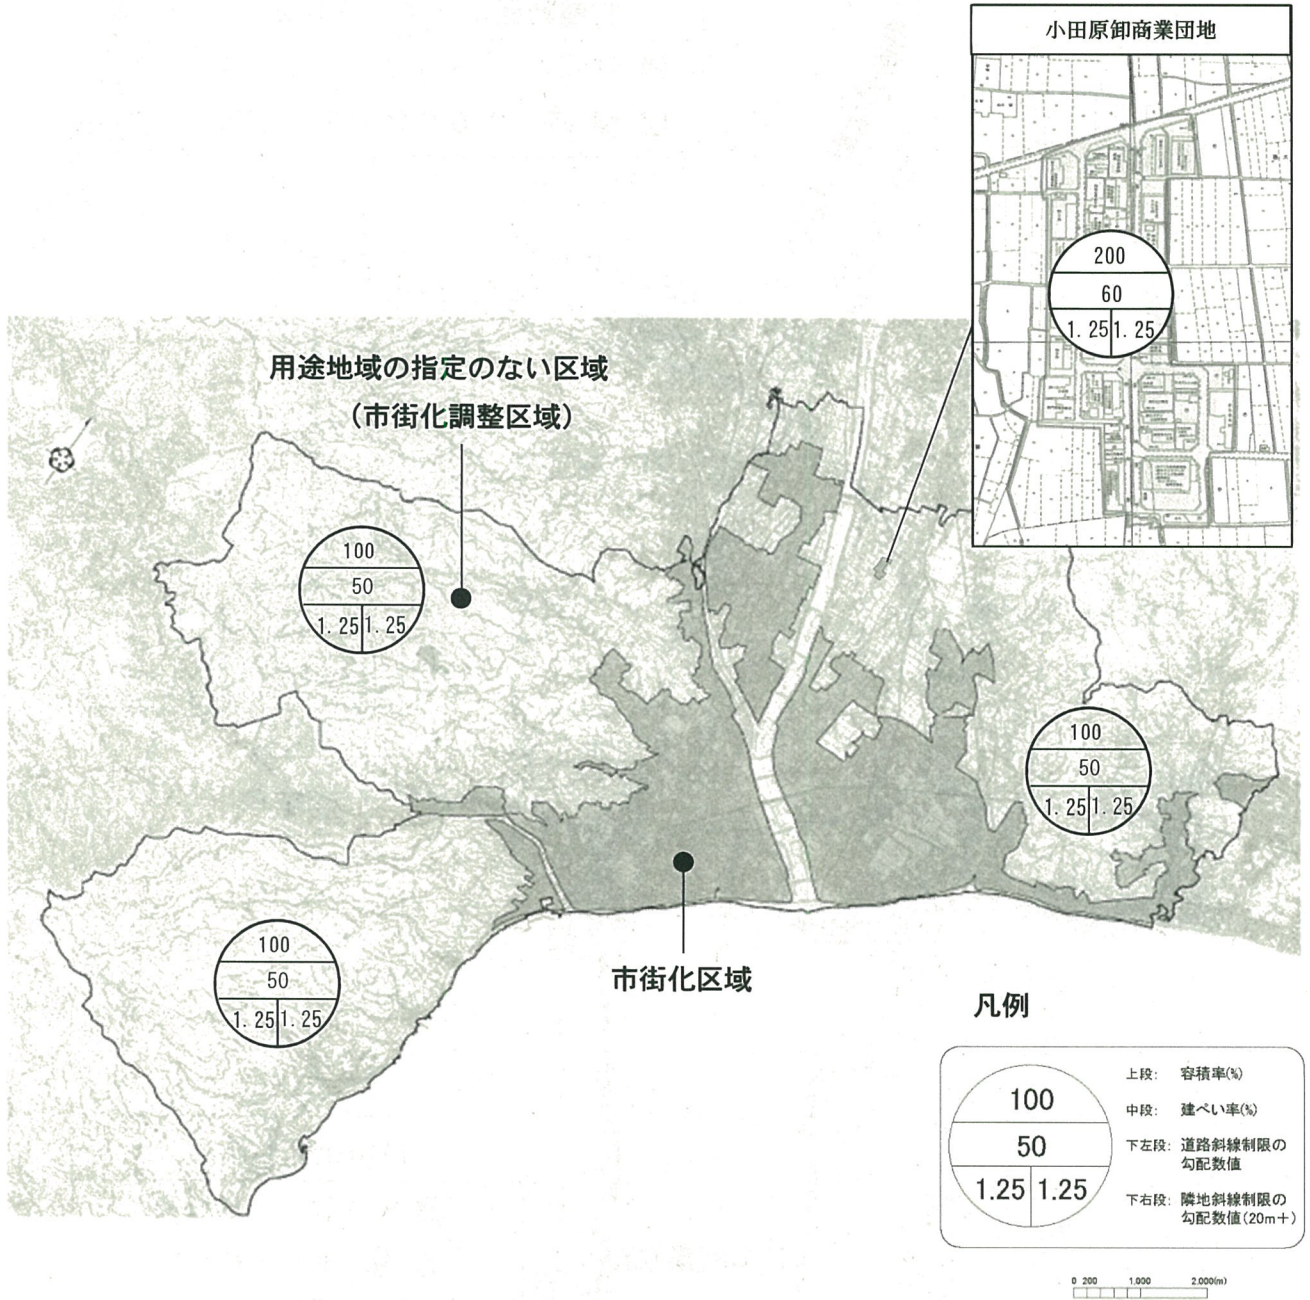 小田原卸商業団地
200
60
1.25 1.25
用途地域の指定のない区域
（市街化調整区域）
100
50
1.25 1.25
100
50
1.25 1.25
100
50
1.25 1.25
市街化区域
凡例
100
50
1.25 1.25
上段： 容積率(%)
中段： 建ぺい率(%)
下左段： 道路斜線制限の
勾配数値
下右段： 隣地斜線制限の
勾配数値(20m＋)
0 200 1,000 2,000(m)